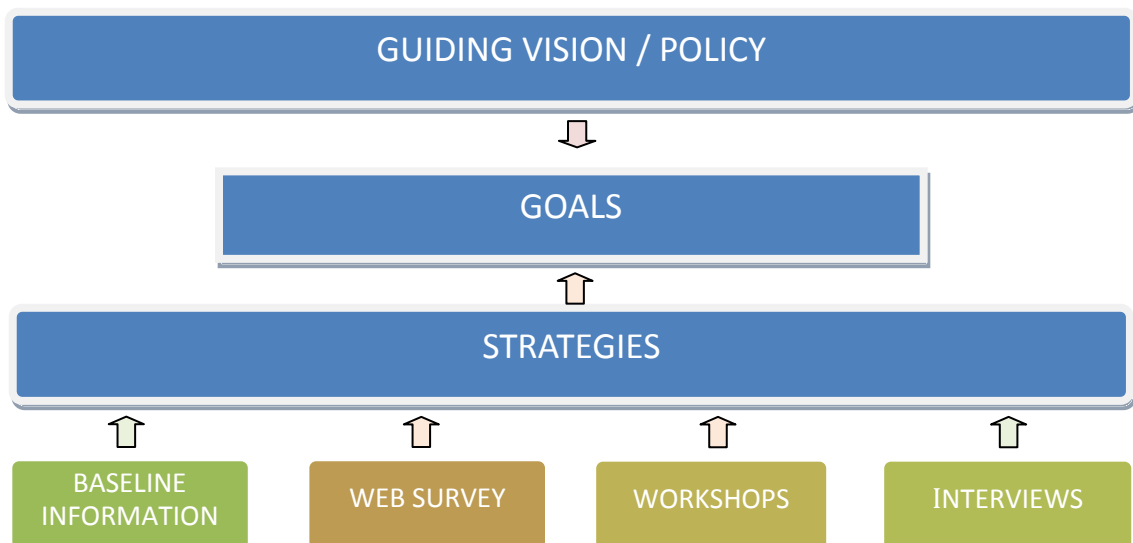 GUIDING VISION / POLICY
GOALS
STRATEGIES
BASELINE
INFORMATION
WEB SURVEY
WORKSHOPS
INTERVIEWS